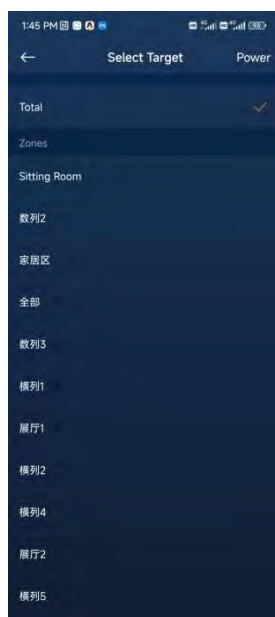 1:45 PM
Select Target Power
Total
Zones
Sitting Room
数列2
家居区
全部
数列3
横列1
展厅1
横列2
横列4
展厅2
横列5